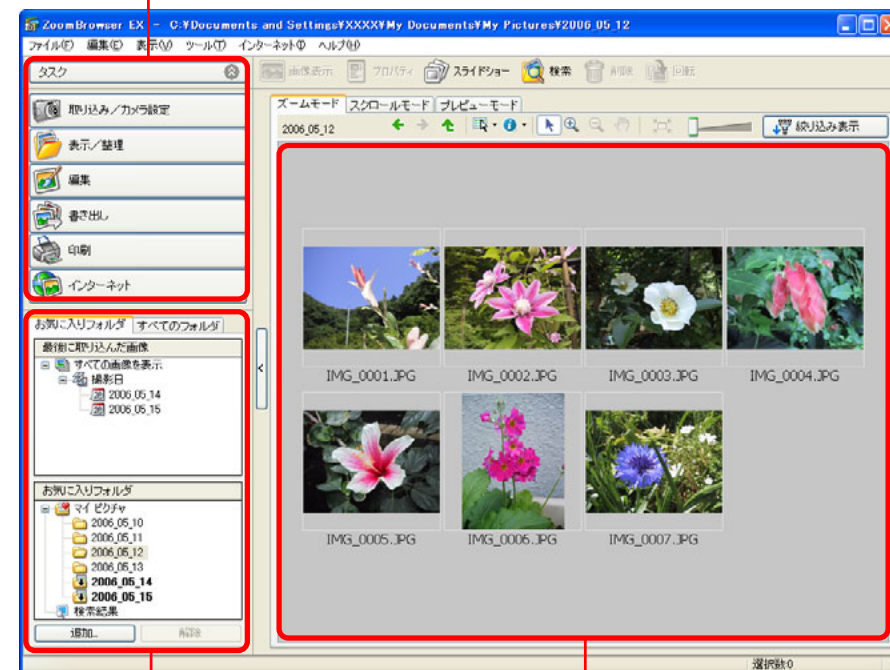 ZoomBrowser EX - C:¥Documents and Settings¥XXXX¥My Documents¥My Pictures¥2006_05_12
ファイル(F) 編集(E) 表示(V) ツール(T) インターネット(I) ヘルプ(H)
タスク
画像表示 プロパティ スライドショー 検索 削除 回転
取り込み／カメラ設定
表示／整理
編集
書き出し
印刷
インターネット
ズームモード スクロールモード プレビューモード
2006_05_12
絞り込み表示
IMG_0001.JPG IMG_0002.JPG IMG_0003.JPG IMG_0004.JPG
IMG_0005.JPG IMG_0006.JPG IMG_0007.JPG
お気に入りフォルダ すべてのフォルダ
最後に取り込んだ画像
すべての画像を表示
撮影日
2006_05_14
2006_05_15
お気に入りフォルダ
マイ ピクチャ
2006_05_10
2006_05_11
2006_05_12
2006_05_13
2006_05_14
2006_05_15
検索結果
追加... 解除
選択数:0